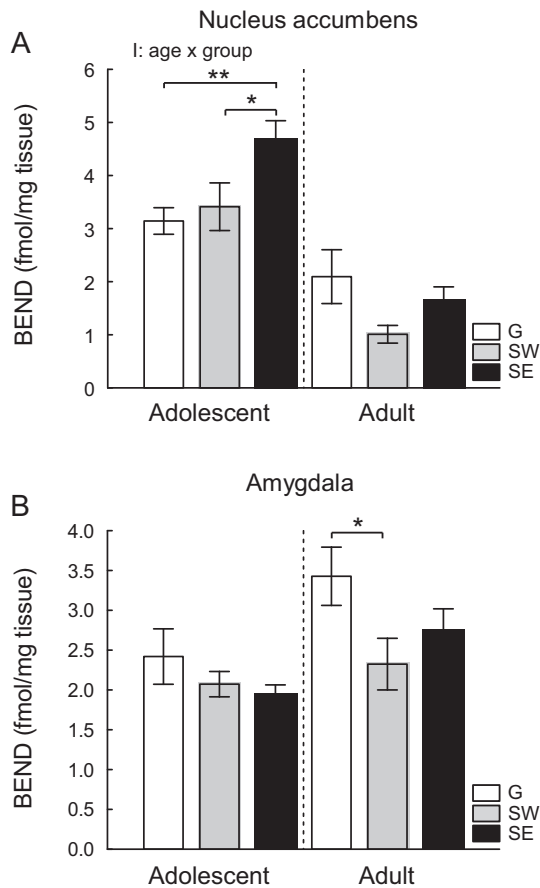 Nucleus accumbens
A
I: age x group
**
*
BEND (fmol/mg tissue)
6
5
4
3
2
1
0
G
SW
SE
Adolescent Adult
Amygdala
B
*
BEND (fmol/mg tissue)
4.0
3.5
3.0
2.5
2.0
1.5
1.0
0.5
0.0
G
SW
SE
Adolescent Adult